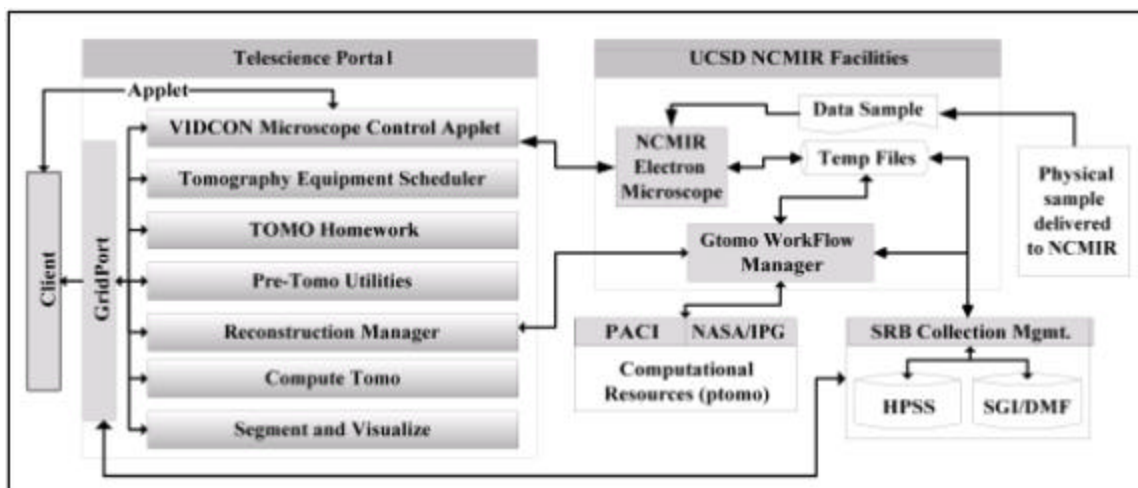 Telescience Portal
UCSD NCMIR Facilities
Applet
VIDCON Microscope Control Applet
Tomography Equipment Scheduler
TOMO Homework
Pre-Tomo Utilities
Reconstruction Manager
Compute Tomo
Segment and Visualize
Client
GridPort
Data Sample
NCMIR
Electron
Microscope
Temp Files
Gtomo WorkFlow
Manager
Physical
sample
delivered
to NCMIR
PACI
NASA/IPG
Computational
Resources (ptomo)
SRB Collection Mgmt.
HPSS
SGI/DMF